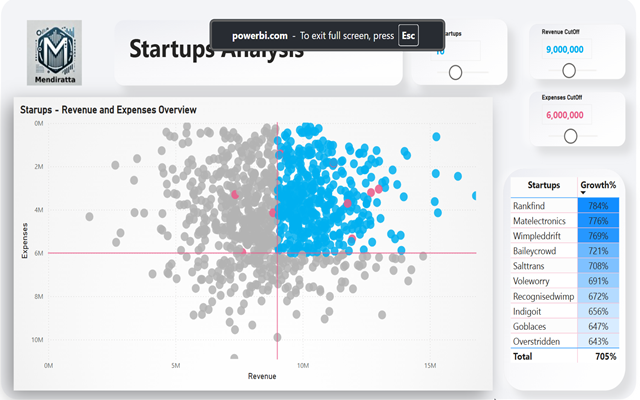 powerbi.com - To exit full screen, press Esc
Startups Analysis
Mendiratta
Revenue CutOff
9,000,000
Expenses CutOff
6,000,000
Starups - Revenue and Expenses Overview
0M
2M
4M
6M
8M
10M
Expenses
0M
5M
10M
15M
Revenue
Startups Growth%
Rankfind 784%
Matelectronics 776%
Wimpleddrift 769%
Baileycrowd 721%
Salttrans 708%
Voleworry 691%
Recognisedwimp 672%
Indigoit 656%
Goblaces 647%
Overstridden 643%
Total 705%